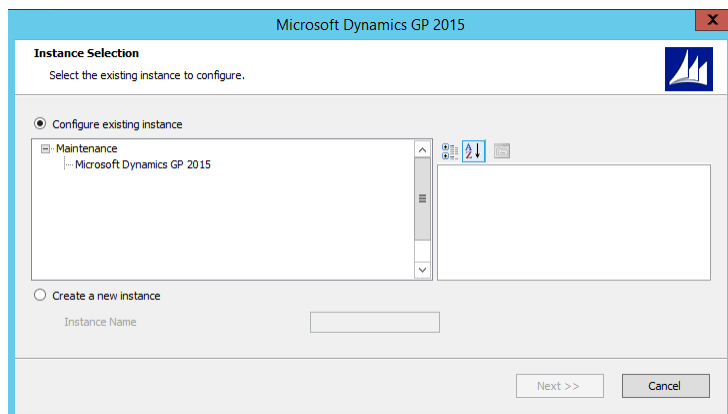 Microsoft Dynamics GP 2015
X
Instance Selection
Select the existing instance to configure.
Configure existing instance
Maintenance
Microsoft Dynamics GP 2015
A
Z
Create a new instance
Instance Name
Next >>
Cancel